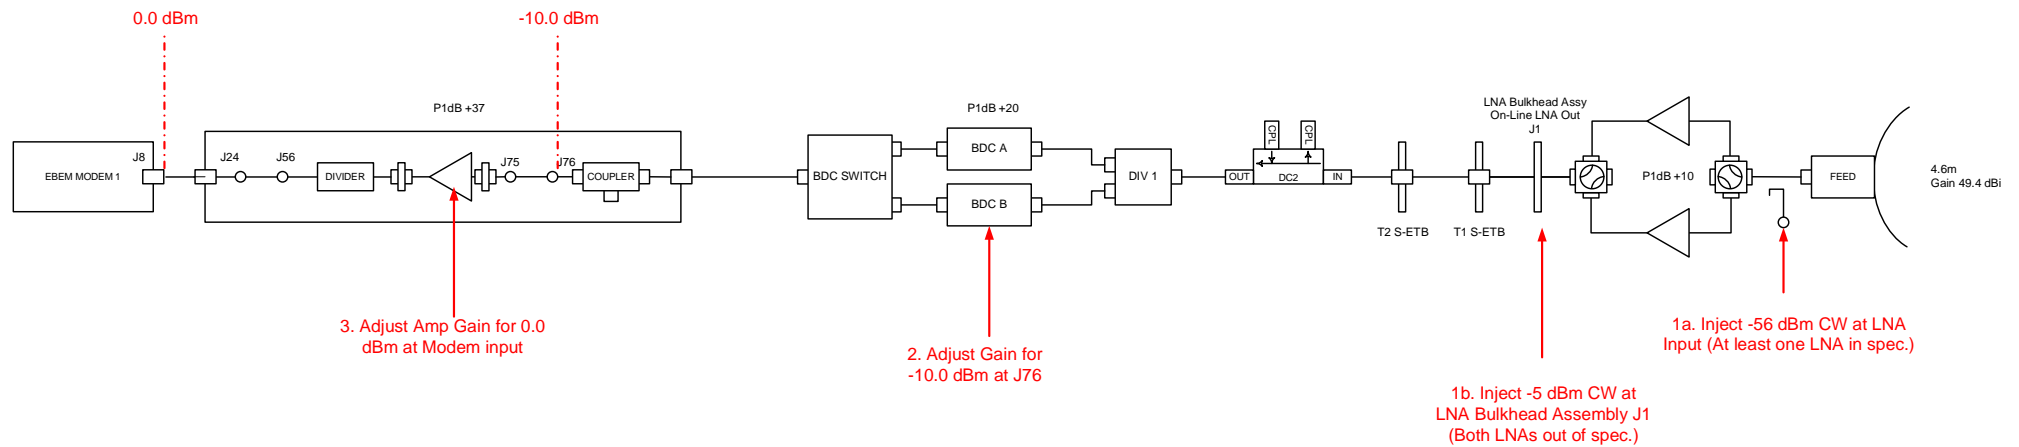 0.0 dBm
-10.0 dBm
P1dB +37
P1dB +20
LNA Bulkhead Assy
On-Line LNA Out
J1
CPL
CPL
J8
J24
J56
J75
J76
EBEM MODEM 1
DIVIDER
COUPLER
BDC SWITCH
BDC A
BDC B
DIV 1
OUT
DC2
IN
T2 S-ETB
T1 S-ETB
P1dB +10
FEED
4.6m
Gain 49.4 dBi
3. Adjust Amp Gain for 0.0
dBm at Modem input
2. Adjust Gain for
-10.0 dBm at J76
1a. Inject -56 dBm CW at LNA
Input (At least one LNA in spec.)
1b. Inject -5 dBm CW at
LNA Bulkhead Assembly J1
(Both LNAs out of spec.)